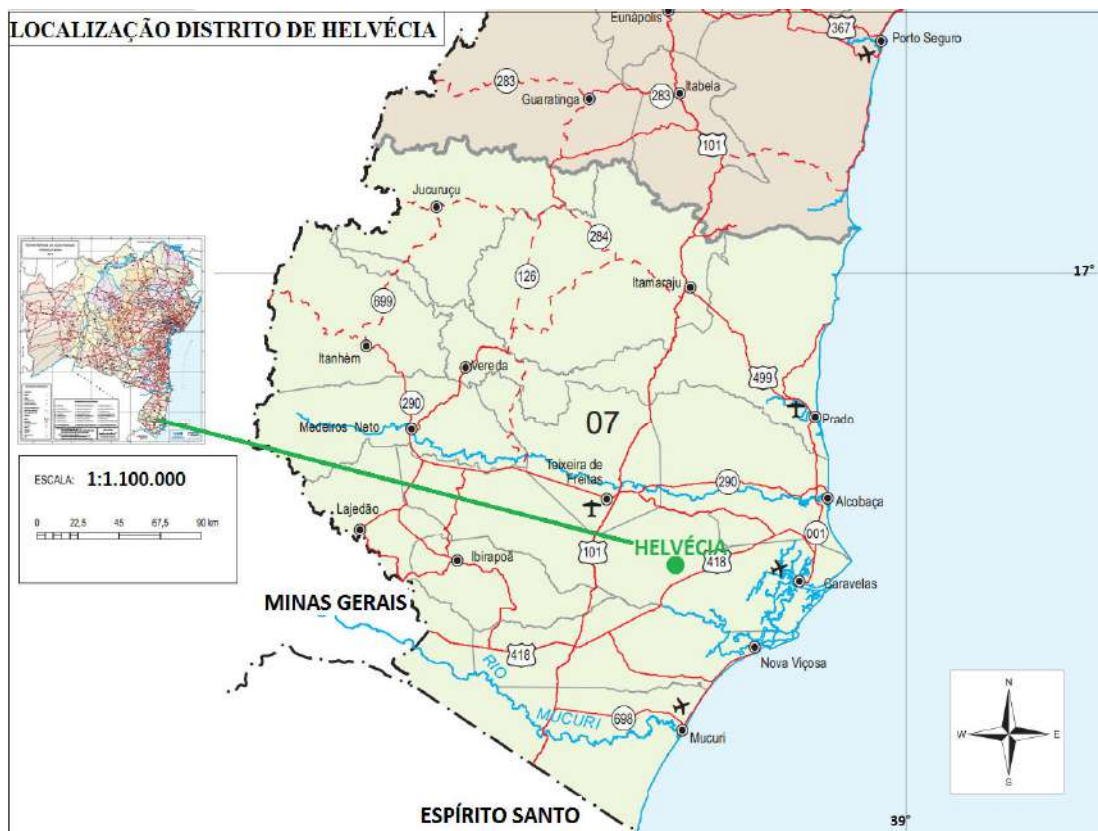 LOCALIZAÇÃO DISTRITO DE HELVÉCIA
Eunápolis
367
Porto Seguro
283
Guaratinga
283
Itabela
101
Jucuruçu
284
126
Itamaraju
17°
699
Itanhém
Vereda
499
290
07
Prado
Medeiros Neto
Teixeira de
Freitas
290
Alcobaça
ESCALA: 1:1.100.000
0 22,5 45 67,5 90 km
Lajedão
001
HELVÉCIA
101
418
Ibirapoã
Caravelas
MINAS GERAIS
418
RIO
MUCURI
Nova Viçosa
698
Mucuri
N
W
E
S
ESPÍRITO SANTO
39°